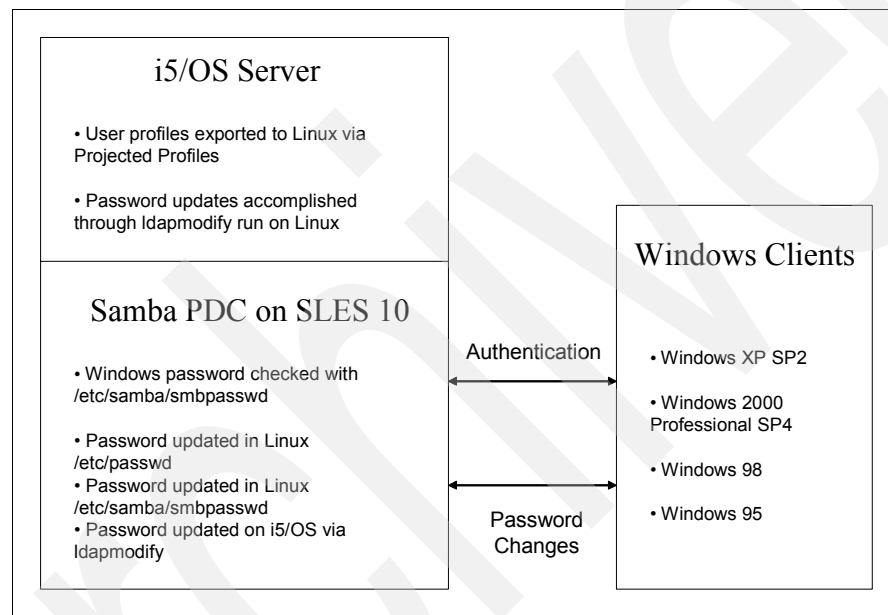 i5/OS Server
• User profiles exported to Linux via
Projected Profiles
• Password updates accomplished
through ldapmodify run on Linux
Samba PDC on SLES 10
• Windows password checked with
/etc/samba/smbpasswd
• Password updated in Linux
/etc/passwd
• Password updated in Linux
/etc/samba/smbpasswd
• Password updated on i5/OS via
ldapmodify
Authentication
Password
Changes
Windows Clients
• Windows XP SP2
• Windows 2000
Professional SP4
• Windows 98
• Windows 95